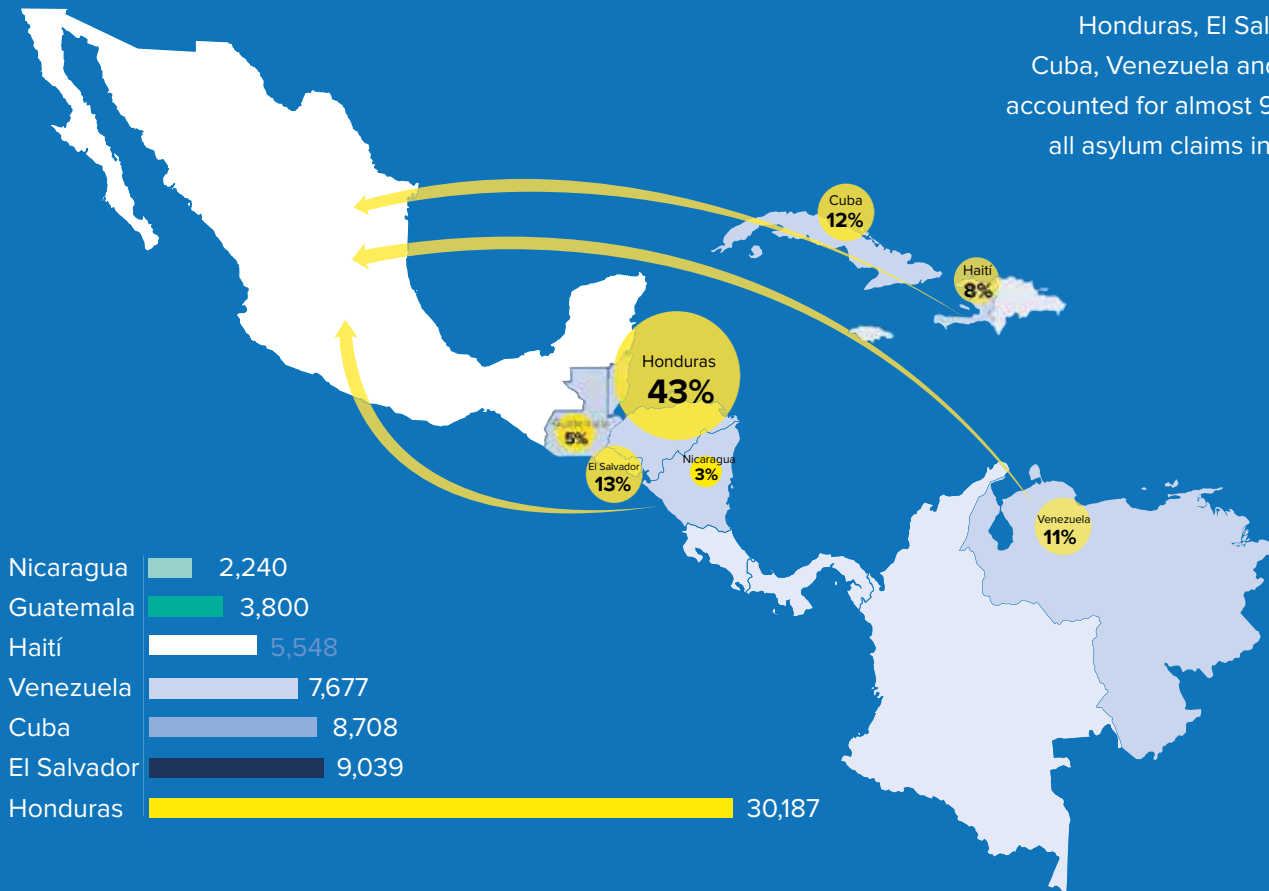 Honduras, El Sal
Cuba, Venezuela and
accounted for almost 9
all asylum claims in
Cuba
12%
Haití
8%
Honduras
43%
5%
El Salvador
13%
Nicaragua
3%
Venezuela
11%
Nicaragua 2,240
Guatemala 3,800
Haití 5,548
Venezuela 7,677
Cuba 8,708
El Salvador 9,039
Honduras 30,187